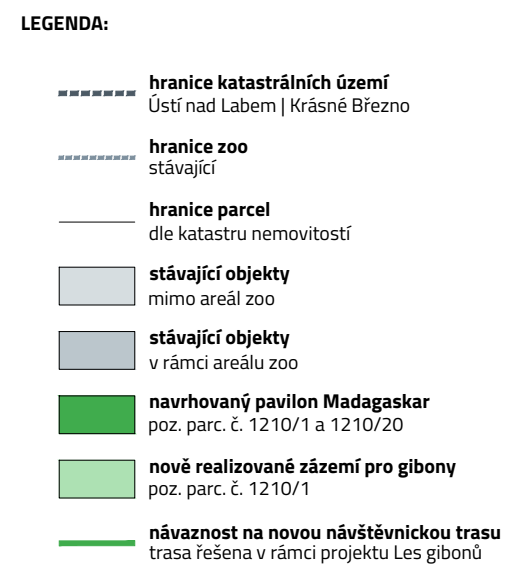 LEGENDA:
hranice katastrálních území
Ústí nad Labem | Krásné Březno
hranice zoo
stávající
hranice parcel
dle katastru nemovitostí
stávající objekty
mimo areál zoo
stávající objekty
v rámci areálu zoo
navrhovaný pavilon Madagaskar
poz. parc. č. 1210/1 a 1210/20
nově realizované zázemí pro gibony
poz. parc. č. 1210/1
návaznost na novou návštěvnickou trasu
trasa řešena v rámci projektu Les gibonů